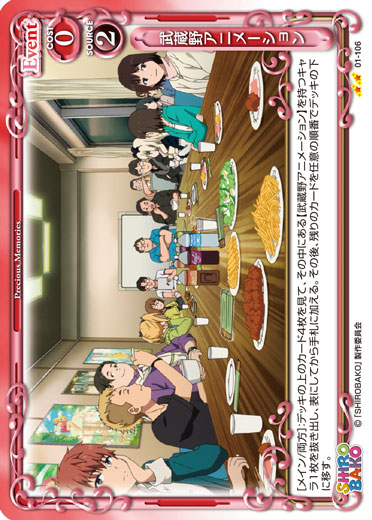 Event
COST
0
SOURCE
2
武蔵野アニメーション
Precious Memories
[メイン/両方]:デッキの上のカード4枚を見て、その中にある【武蔵野アニメーション】を持つキャ
ラ1枚を抜き出し、表にしてから手札に加える。その後、残りのカードを任意の順番でデッキの下
に移す。
SHIRO
BAKO
©「SHIROBAKO」製作委員会
01-106